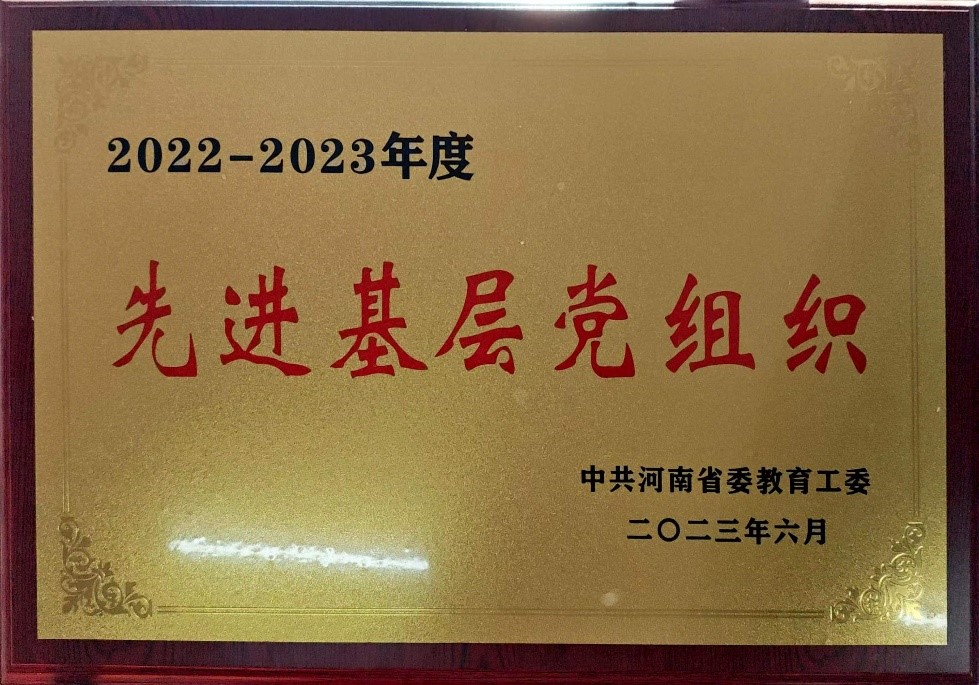 2022-2023年度
先进基层党组织
中共河南省委教育工委
二〇二三年六月